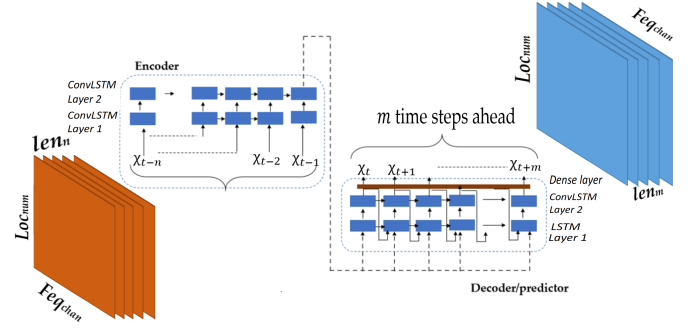 Encoder
ConvLSTM
Layer 2
ConvLSTM
Layer 1
χt−n
χt−2
χt−1
lenn
Locnum
Feqchan
m time steps ahead
χt
χt+1
χt+m
Dense layer
ConvLSTM
Layer 2
LSTM
Layer 1
Decoder/predictor
Locnum
Feqchan
lenm